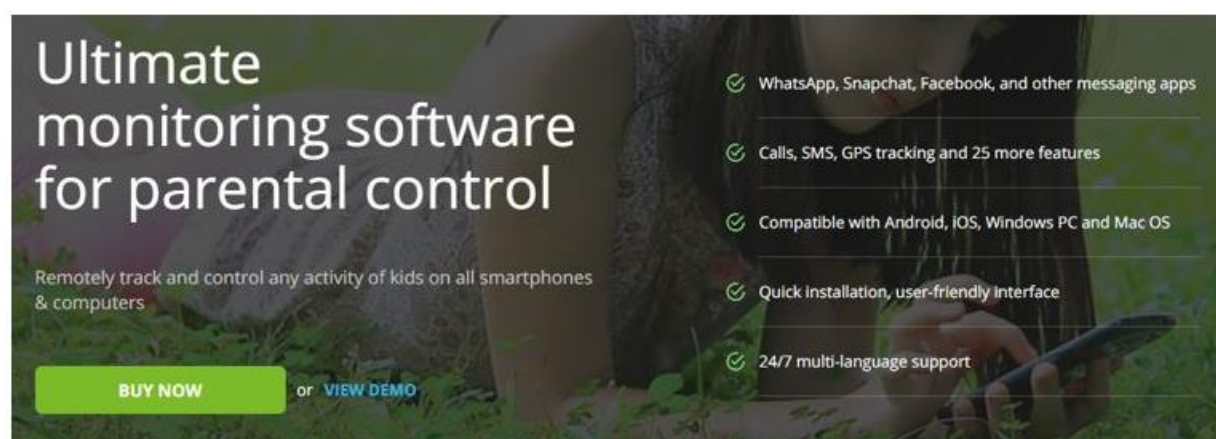 Ultimate
monitoring software
for parental control
Remotely track and control any activity of kids on all smartphones
& computers
BUY NOW
or VIEW DEMO
WhatsApp, Snapchat, Facebook, and other messaging apps
Calls, SMS, GPS tracking and 25 more features
Compatible with Android, iOS, Windows PC and Mac OS
Quick installation, user-friendly interface
24/7 multi-language support